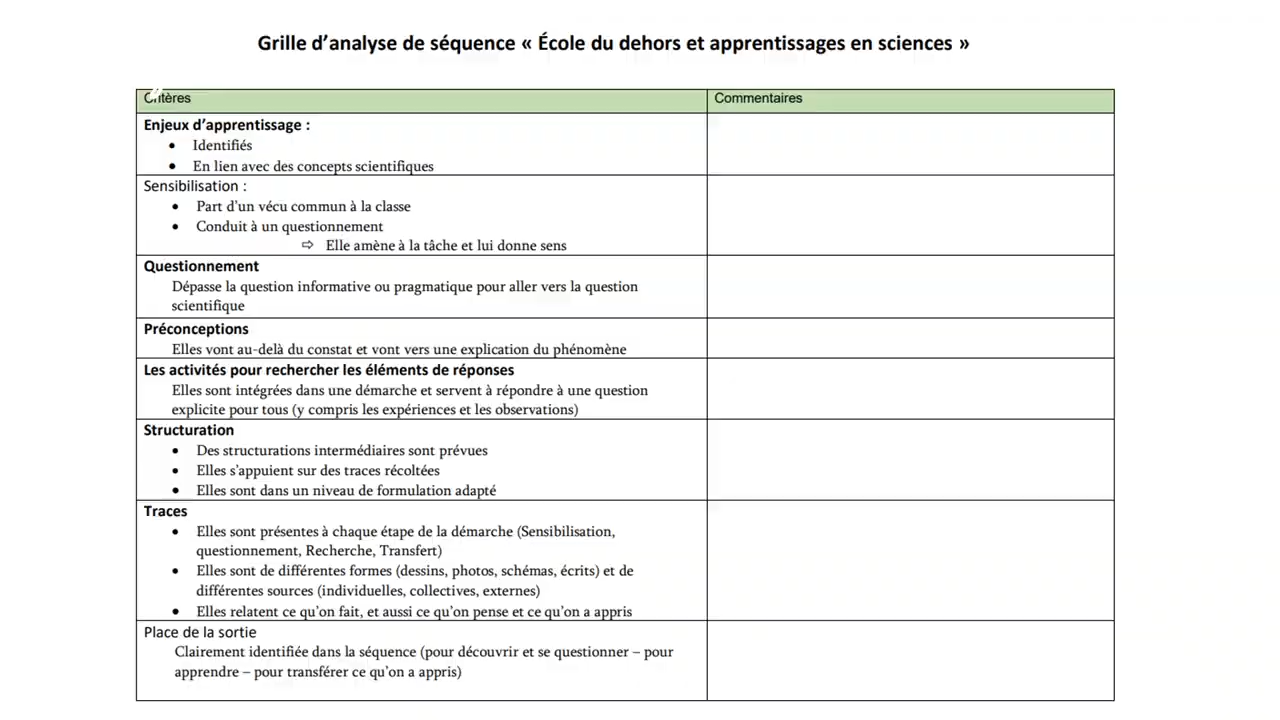 Grille d’analyse de séquence « École du dehors et apprentissages en sciences »
Critères
Commentaires
Enjeux d’apprentissage :
• Identifiés
• En lien avec des concepts scientifiques
Sensibilisation :
• Part d’un vécu commun à la classe
• Conduit à un questionnement
⇨ Elle amène à la tâche et lui donne sens
Questionnement
Dépasse la question informative ou pragmatique pour aller vers la question
scientifique
Préconceptions
Elles vont au-delà du constat et vont vers une explication du phénomène
Les activités pour rechercher les éléments de réponses
Elles sont intégrées dans une démarche et servent à répondre à une question
explicite pour tous (y compris les expériences et les observations)
Structuration
• Des structurations intermédiaires sont prévues
• Elles s’appuient sur des traces récoltées
• Elles sont dans un niveau de formulation adapté
Traces
• Elles sont présentes à chaque étape de la démarche (Sensibilisation,
questionnement, Recherche, Transfert)
• Elles sont de différentes formes (dessins, photos, schémas, écrits) et de
différentes sources (individuelles, collectives, externes)
• Elles relatent ce qu’on fait, et aussi ce qu’on pense et ce qu’on a appris
Place de la sortie
Clairement identifiée dans la séquence (pour découvrir et se questionner – pour
apprendre – pour transférer ce qu’on a appris)